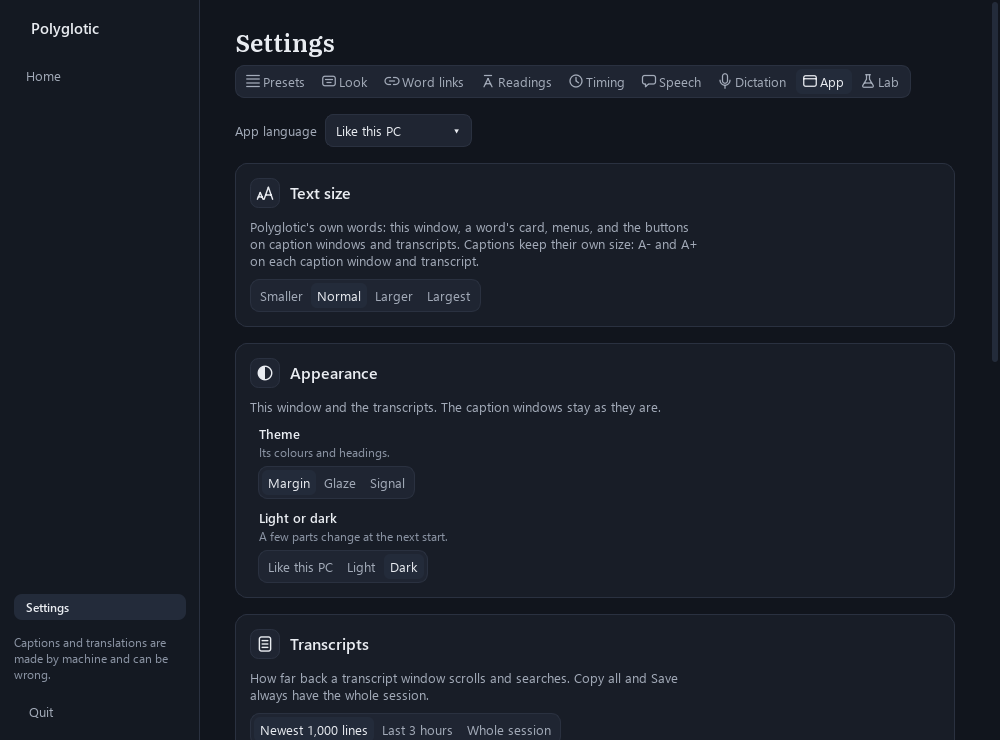 Polyglotic
Home
Settings
Captions and translations are
made by machine and can be
wrong.
Quit
Settings
Presets Look Word links Readings Timing Speech Dictation App Lab
App language Like this PC
Text size
Polyglotic's own words: this window, a word's card, menus, and the buttons
on caption windows and transcripts. Captions keep their own size: A- and A+
on each caption window and transcript.
Smaller Normal Larger Largest
Appearance
This window and the transcripts. The caption windows stay as they are.
Theme
Its colours and headings.
Margin Glaze Signal
Light or dark
A few parts change at the next start.
Like this PC Light Dark
Transcripts
How far back a transcript window scrolls and searches. Copy all and Save
always have the whole session.
Newest 1,000 lines Last 3 hours Whole session